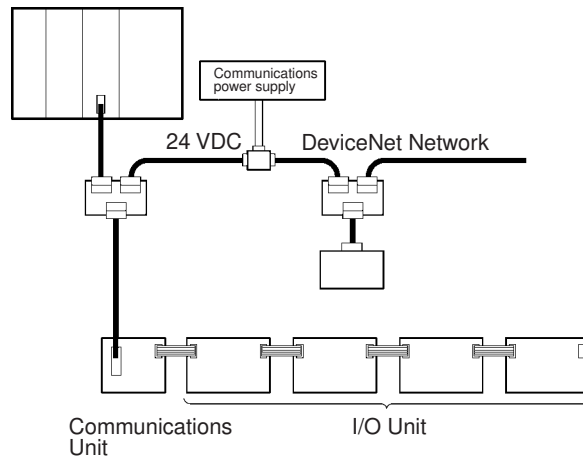 Communications
power supply
24 VDC
DeviceNet Network
Communications
Unit
I/O Unit